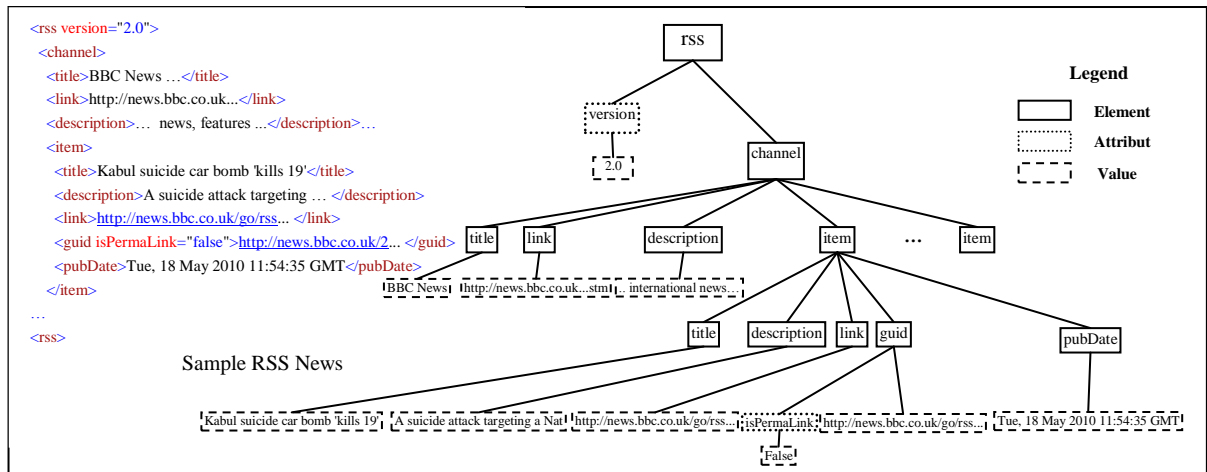 <rss version="2.0">
<channel>
<title>BBC News …</title>
<link>http://news.bbc.co.uk...</link>
<description>… news, features ...</description>…
<item>
<title>Kabul suicide car bomb 'kills 19'</title>
<description>A suicide attack targeting … </description>
<link>http://news.bbc.co.uk/go/rss... </link>
<guid isPermaLink="false">http://news.bbc.co.uk/2... </guid>
<pubDate>Tue, 18 May 2010 11:54:35 GMT</pubDate>
</item>
…
<rss>
Sample RSS News
rss
version
2.0
channel
title link description item ... item
BBC News http://news.bbc.co.uk...stm .. international news…
title description link guid pubDate
Kabul suicide car bomb 'kills 19' A suicide attack targeting a Nat http://news.bbc.co.uk/go/rss... isPermaLink http://news.bbc.co.uk/go/rss... Tue, 18 May 2010 11:54:35 GMT
False
Legend
Element
Attribut
Value